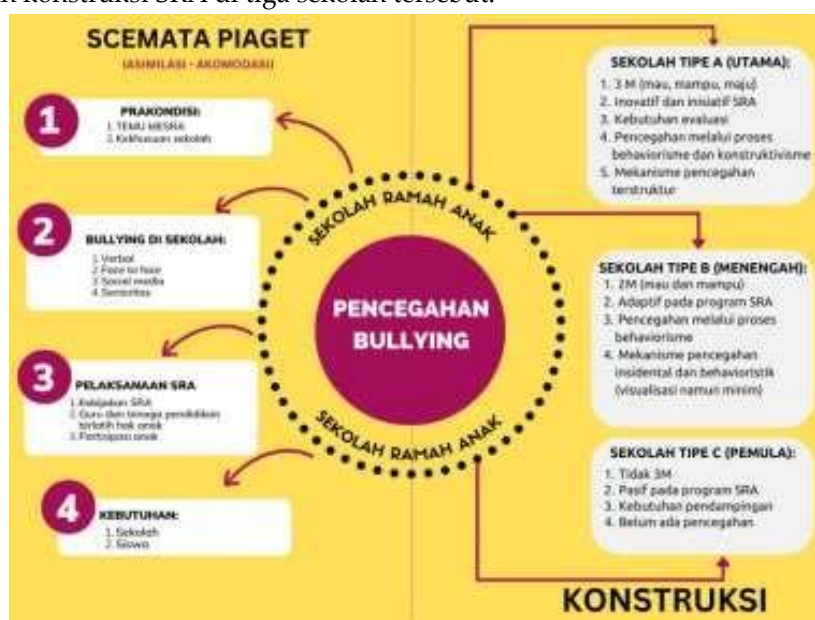 konstruksi SRA di tiga sekolah tersebut.
SCEMATA PIAGET
(ASIMILASI - AKOMODASI)
1
PRAKONDISI:
1. TEMU MESRA
2. Kekhusuan sekolah
2
BULLYING DI SEKOLAH:
1. Verbal
2. Face to face
3. Social media
4. Senioritas
3
PELAKSANAAN SRA
1. Kebijakan SRA
2. Guru dan tenaga pendidikan
terlatih hak anak
3. Partisipasi anak
4
KEBUTUHAN:
1. Sekolah
2. Siswa
SEKOLAH RAMAH ANAK
PENCEGAHAN
BULLYING
SEKOLAH RAMAH ANAK
SEKOLAH TIPE A (UTAMA):
1. 3 M (mau, mampu, maju)
2. Inovatif dan inisiatif SRA
3. Kebutuhan evaluasi
4. Pencegahan melalui proses
behaviorisme dan konstruktivisme
5. Mekanisme pencegahan
terstruktur
SEKOLAH TIPE B (MENENGAH):
1. 2M (mau dan mampu)
2. Adaptif pada program SRA
3. Pencegahan melalui proses
behaviorisme
4. Mekanisme pencegahan
insidental dan behavioristik
(visualisasi namun minim)
SEKOLAH TIPE C (PEMULA):
1. Tidak 3M
2. Pasif pada program SRA
3. Kebutuhan pendampingan
4. Belum ada pencegahan
KONSTRUKSI